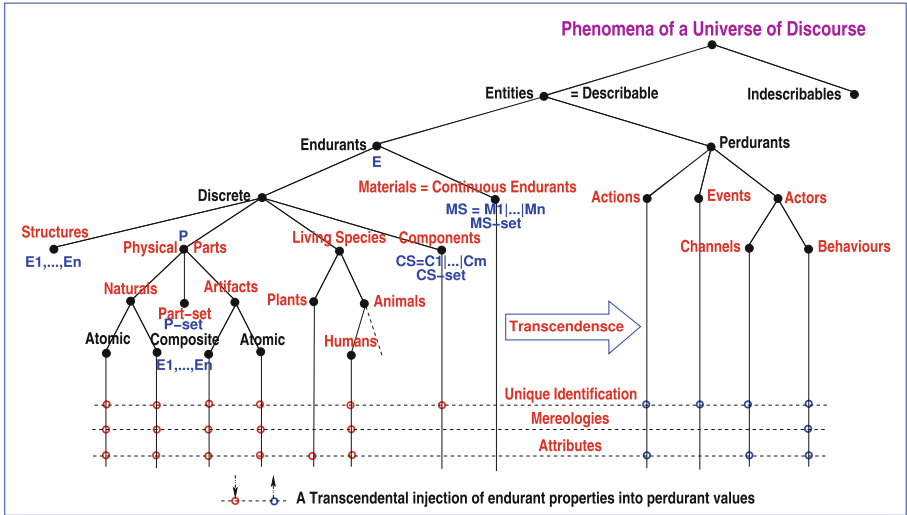 Phenomena of a Universe of Discourse
Entities = Describable
Indescribables
Endurants
E
Perdurants
Discrete
Materials = Continuous Endurants
MS = M1|...|Mn
MS-set
Actions
Events
Actors
Structures
E1,...,En
P
Physical Parts
Living Species
Components
CS=C1|...|Cm
CS-set
Channels
Behaviours
Naturals
Artifacts
Part-set
P-set
Plants
Animals
Transcendensce
Atomic
Composite
E1,...,En
Atomic
Humans
Unique Identification
Mereologies
Attributes
A Transcendental injection of endurant properties into perdurant values